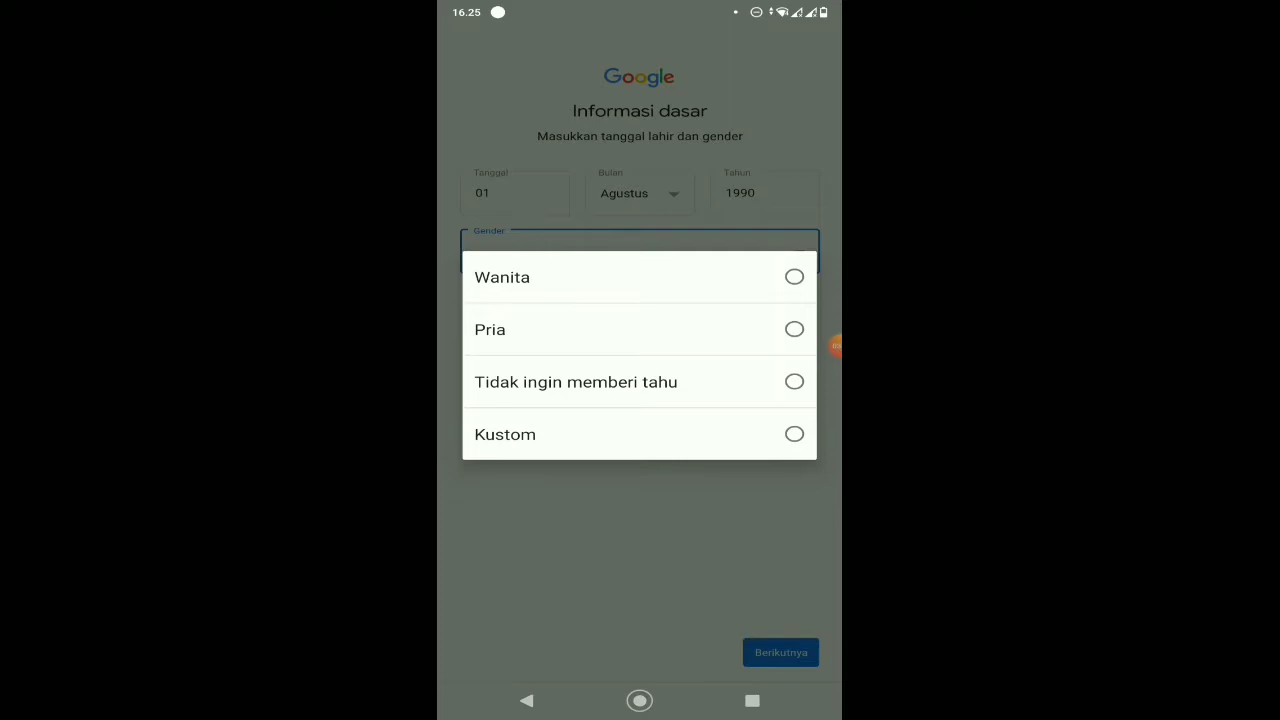 16.25
Google
Informasi dasar
Masukkan tanggal lahir dan gender
Tanggal Bulan Tahun
01 Agustus 1990
Gender
Wanita
Pria
Tidak ingin memberi tahu
Kustom
Berikutnya